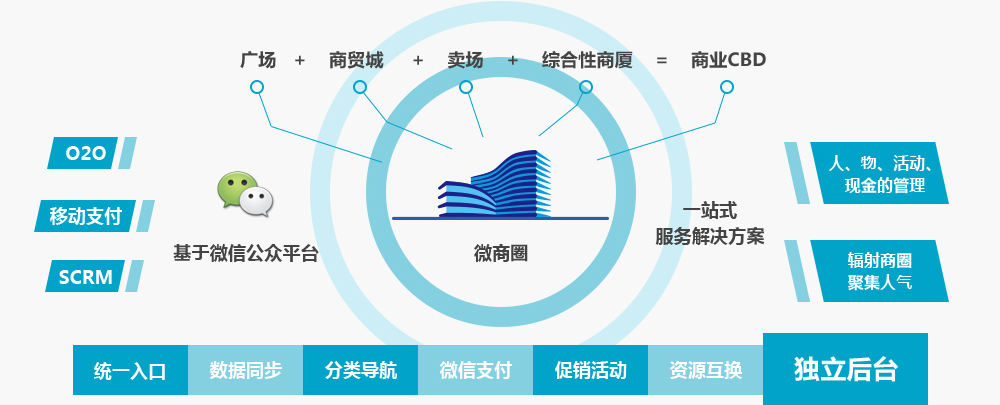 广场 + 商贸城 + 卖场 + 综合性商厦 = 商业CBD
O2O
移动支付
SCRM
基于微信公众平台
微商圈
一站式
服务解决方案
人、物、活动、
现金的管理
辐射商圈
聚集人气
统一入口 数据同步 分类导航 微信支付 促销活动 资源互换 独立后台